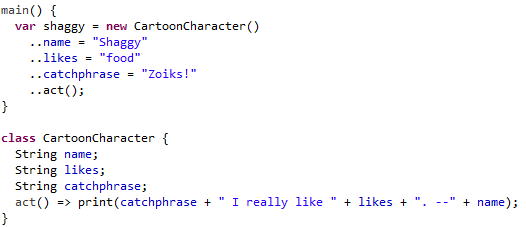 main() {
  var shaggy = new CartoonCharacter()
    ..name = "Shaggy"
    ..likes = "food"
    ..catchphrase = "Zoiks!"
    ..act();
}

class CartoonCharacter {
  String name;
  String likes;
  String catchphrase;
  act() => print(catchphrase + " I really like " + likes + ". --" + name);
}